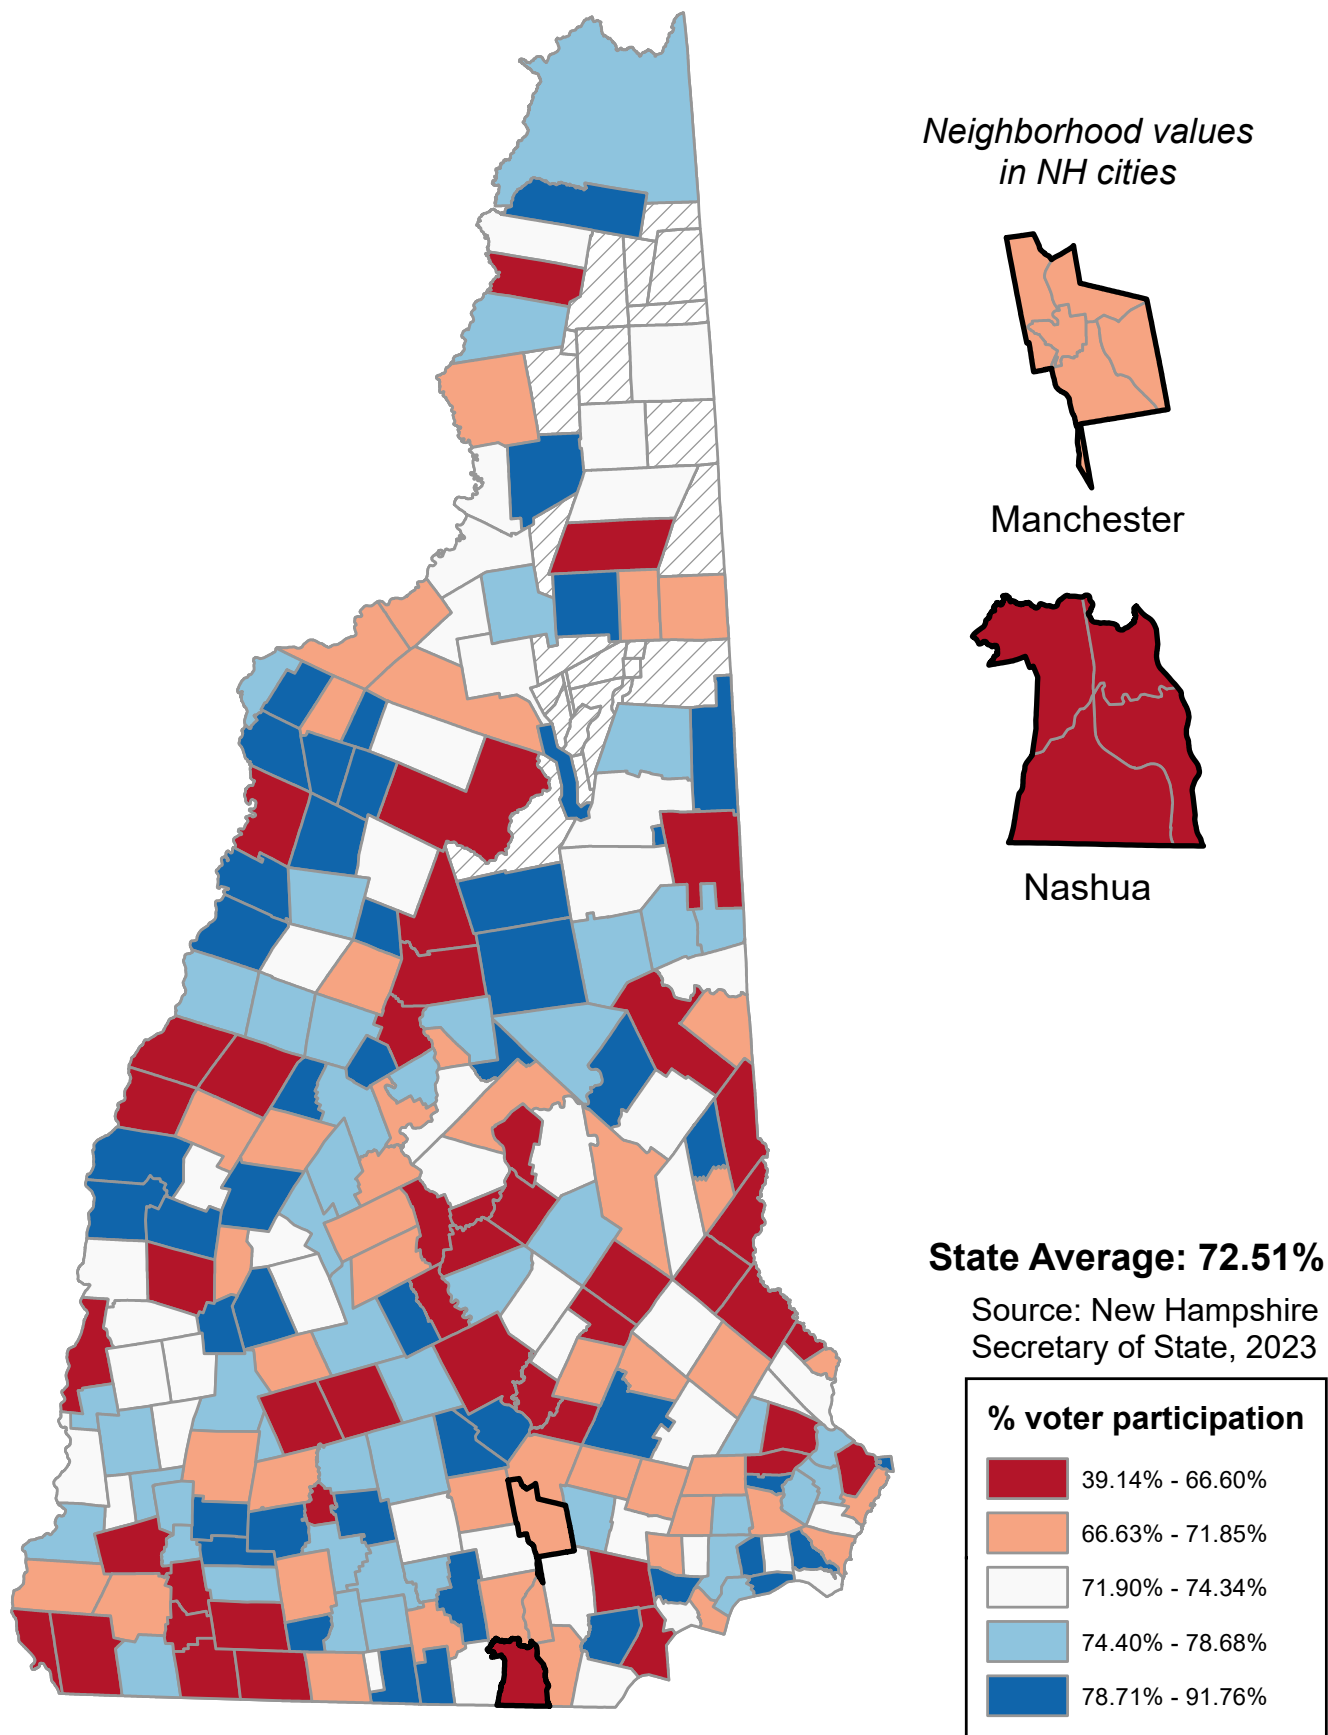 Neighborhood values
in NH cities
Manchester
Nashua
State Average: 72.51%
Source: New Hampshire
Secretary of State, 2023
% voter participation
39.14% - 66.60%
66.63% - 71.85%
71.90% - 74.34%
74.40% - 78.68%
78.71% - 91.76%